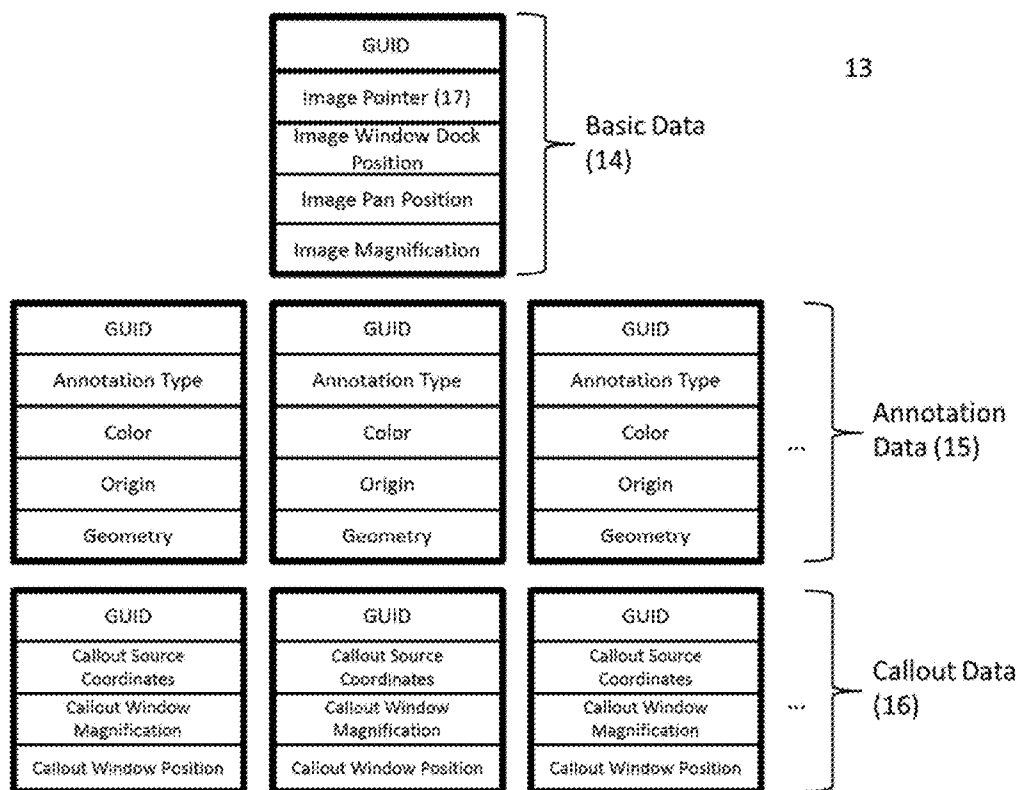 GUID
13
Image Pointer (17)
Image Window Dock
Position
Image Pan Position
Image Magnification
Basic Data
(14)
GUID
Annotation Type
Color
Origin
Geometry
GUID
Annotation Type
Color
Origin
Geometry
GUID
Annotation Type
Color
Origin
Geometry
...
Annotation
Data (15)
GUID
Callout Source
Coordinates
Callout Window
Magnification
Callout Window Position
GUID
Callout Source
Coordinates
Callout Window
Magnification
Callout Window Position
GUID
Callout Source
Coordinates
Callout Window
Magnification
Callout Window Position
...
Callout Data
(16)